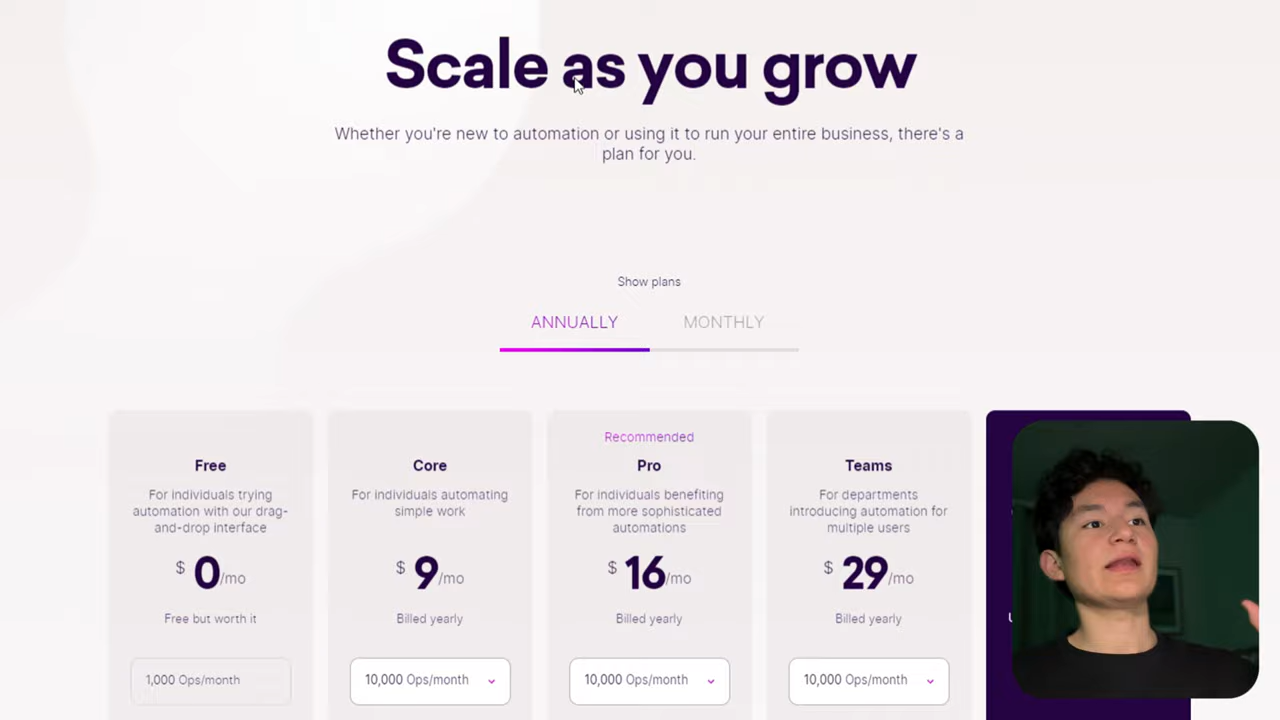 Scale as you grow
Whether you're new to automation or using it to run your entire business, there's a
plan for you.
Show plans
ANNUALLY MONTHLY
Free
For individuals trying
automation with our drag-
and-drop interface
$ 0/mo
Free but worth it
1,000 Ops/month
Core
For individuals automating
simple work
$ 9/mo
Billed yearly
10,000 Ops/month
Recommended
Pro
For individuals benefiting
from more sophisticated
automations
$ 16/mo
Billed yearly
10,000 Ops/month
Teams
For departments
introducing automation for
multiple users
$ 29/mo
Billed yearly
10,000 Ops/month